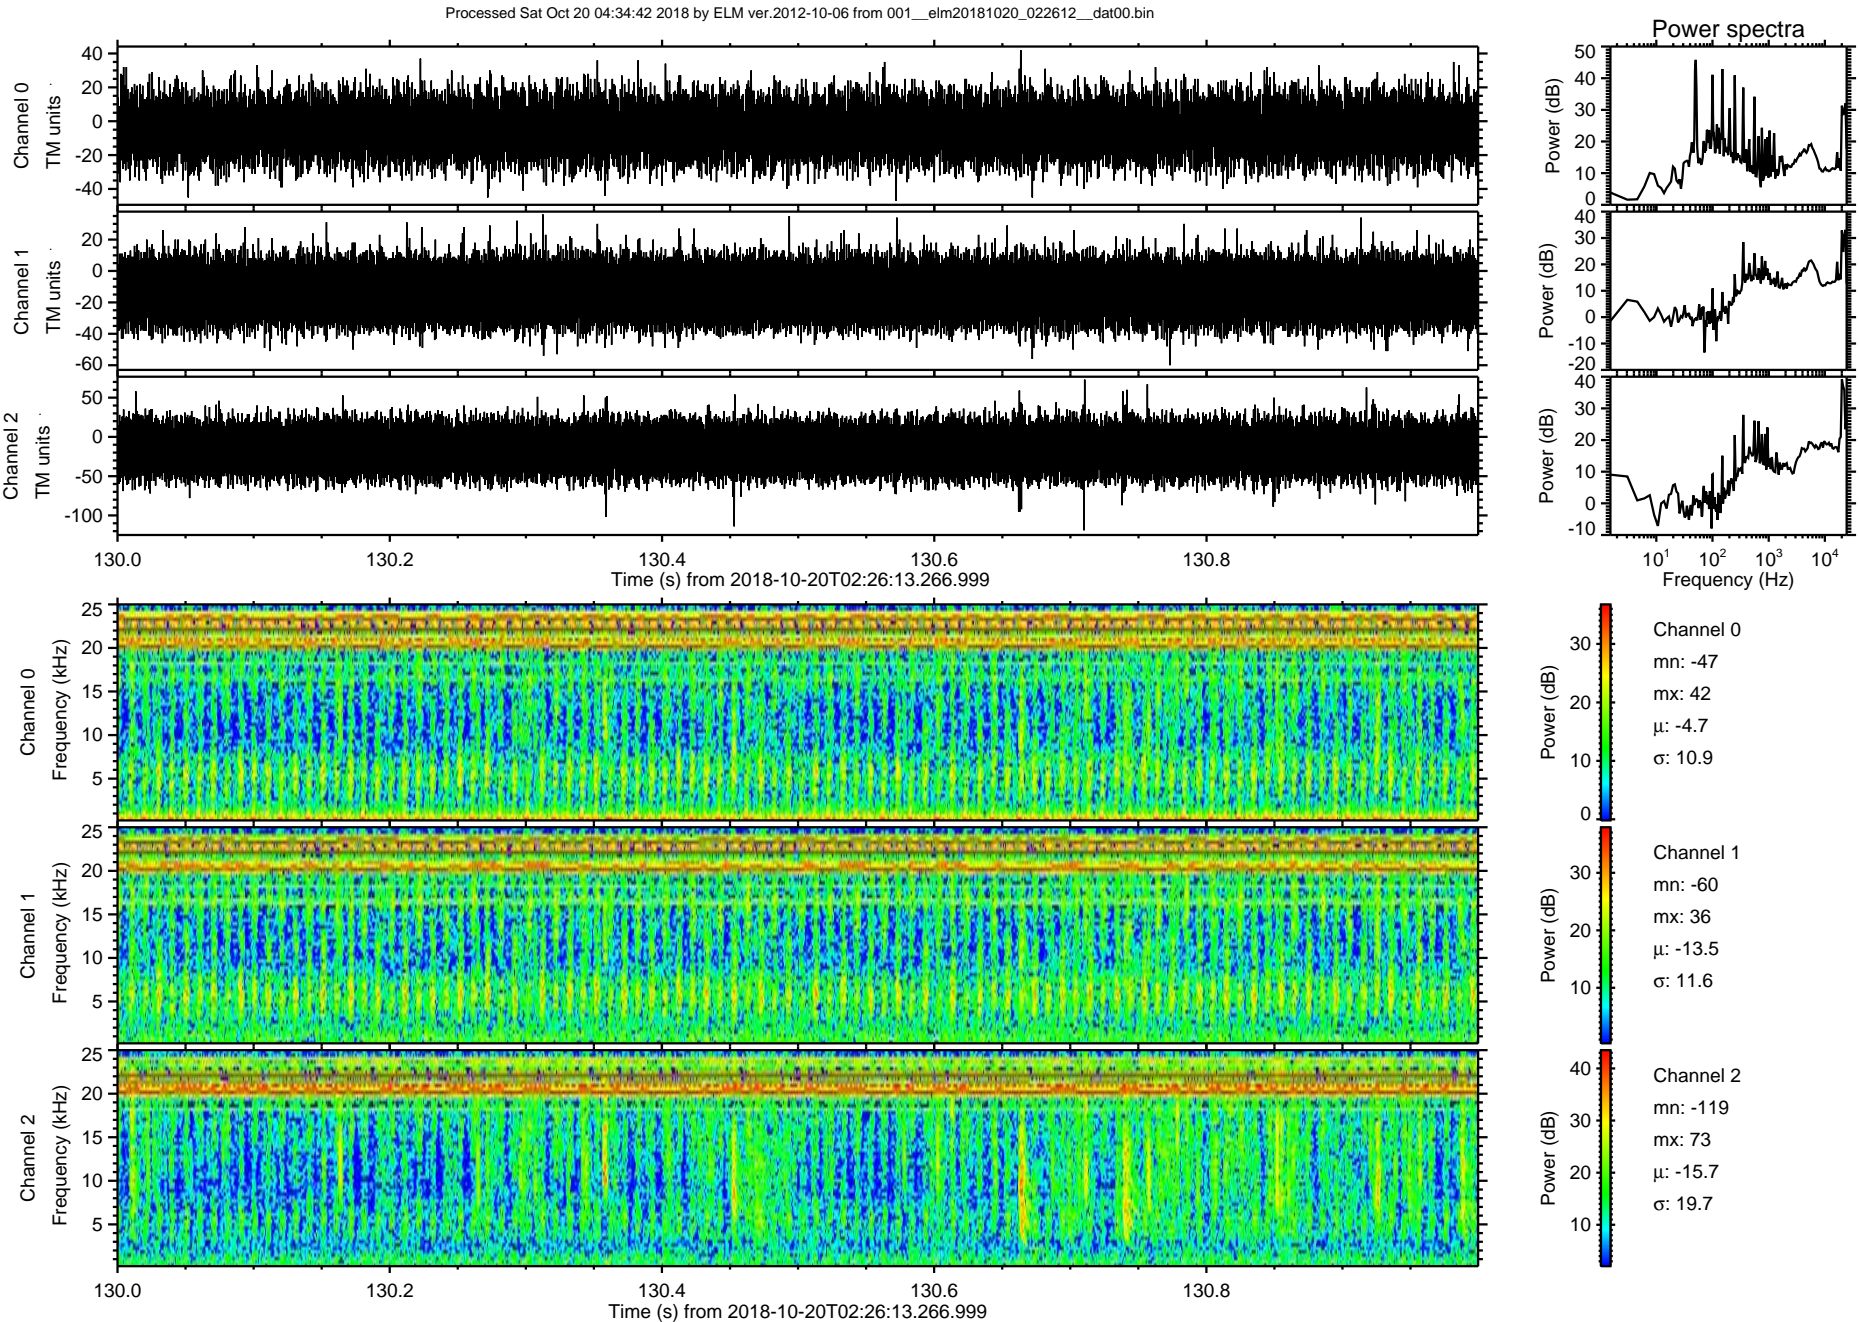 Processed Sat Oct 20 04:34:42 2018 by ELM ver.2012-10-06 from 001__elm20181020_022612__dat00.bin
Power spectra
Channel 0
TM units
40
20
0
-20
-40
Power (dB)
50
40
30
20
10
0
Channel 1
TM units
20
0
-20
-40
-60
Power (dB)
40
30
20
10
0
-10
-20
Channel 2
TM units
50
0
-50
-100
Power (dB)
40
30
20
10
0
-10
130.0 130.2 130.4 130.6 130.8
Time (s) from 2018-10-20T02:26:13.266.999
10¹ 10² 10³ 10⁴
Frequency (Hz)
Channel 0
Frequency (kHz)
25
20
15
10
5
Power (dB)
30
20
10
0
Channel 0
mn: -47
mx: 42
μ: -4.7
σ: 10.9
Channel 1
Frequency (kHz)
25
20
15
10
5
Power (dB)
30
20
10
Channel 1
mn: -60
mx: 36
μ: -13.5
σ: 11.6
Channel 2
Frequency (kHz)
25
20
15
10
5
Power (dB)
40
30
20
10
Channel 2
mn: -119
mx: 73
μ: -15.7
σ: 19.7
130.0 130.2 130.4 130.6 130.8
Time (s) from 2018-10-20T02:26:13.266.999